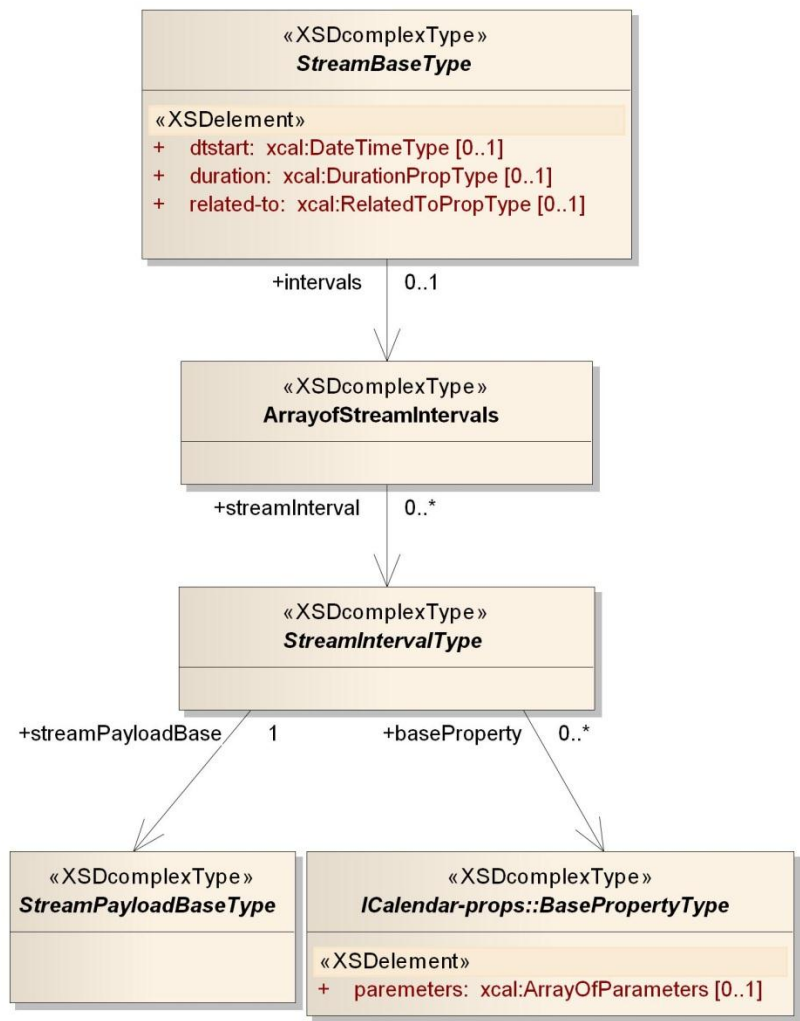 «XSDcomplexType»
StreamBaseType
«XSDelement»
+ dtstart: xcal:DateTimeType [0..1]
+ duration: xcal:DurationPropType [0..1]
+ related-to: xcal:RelatedToPropType [0..1]
+intervals 0..1
«XSDcomplexType»
ArrayofStreamIntervals
+streamInterval 0..*
«XSDcomplexType»
StreamIntervalType
+streamPayloadBase 1
+baseProperty 0..*
«XSDcomplexType»
StreamPayloadBaseType
«XSDcomplexType»
ICalendar-props::BasePropertyType
«XSDelement»
+ paremeters: xcal:ArrayOfParameters [0..1]